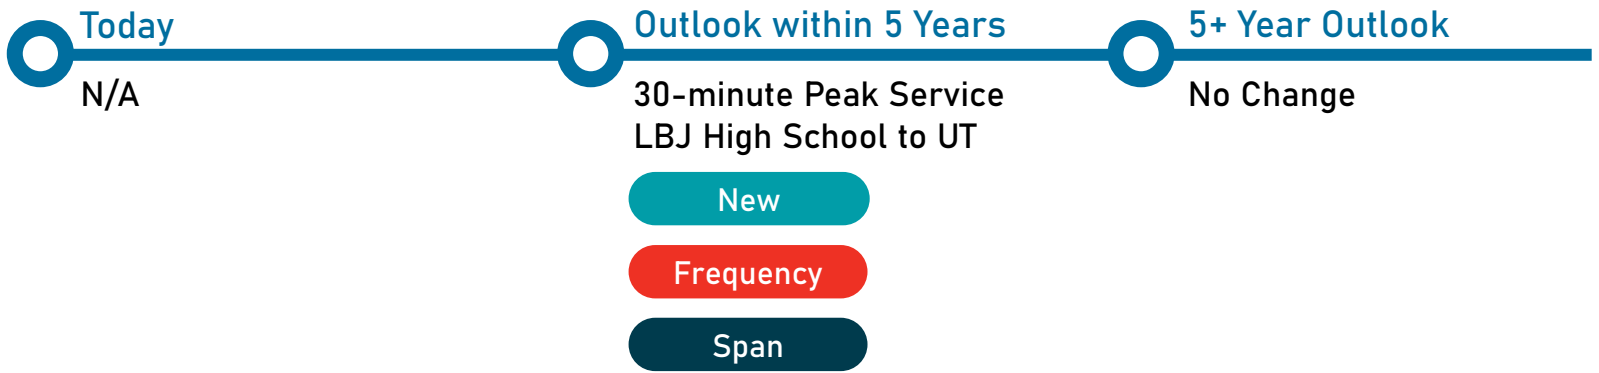 Today
N/A
Outlook within 5 Years
30-minute Peak Service
LBJ High School to UT
New
Frequency
Span
5+ Year Outlook
No Change